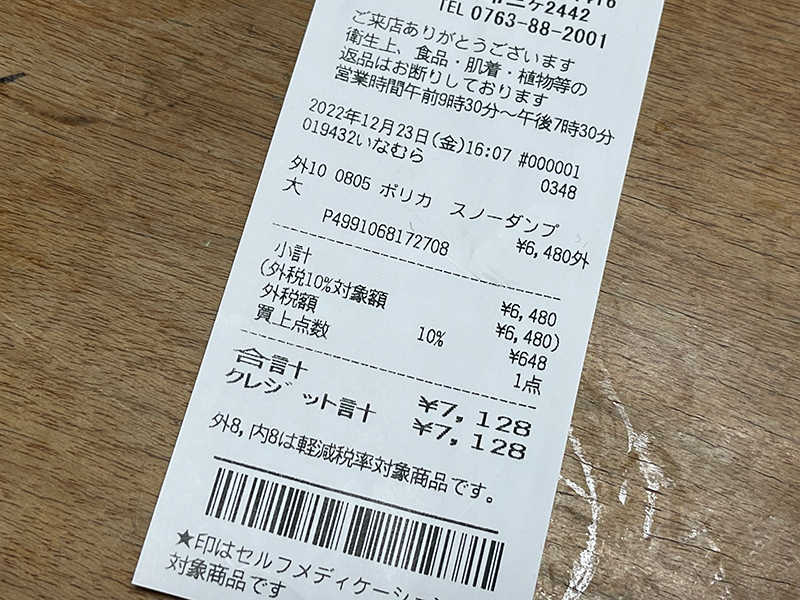 TEL 0763-88-2001
ご来店ありがとうございます
衛生上、食品・肌着・植物等の
返品はお断りしております
営業時間午前9時30分〜午後7時30分
2022年12月23日(金)16:07 #000001
019432いなむら 0348
外10 0805 ポリカ スノーダンプ
大 ¥6,480外
P4991068172708
小計 ¥6,480
(外税10%対象額 ¥6,480)
外税額 10% ¥648
買上点数 1点
合計 ¥7,128
クレジット計 ¥7,128
外8,内8は軽減税率対象商品です。
★印はセルフメディケーション
対象商品です